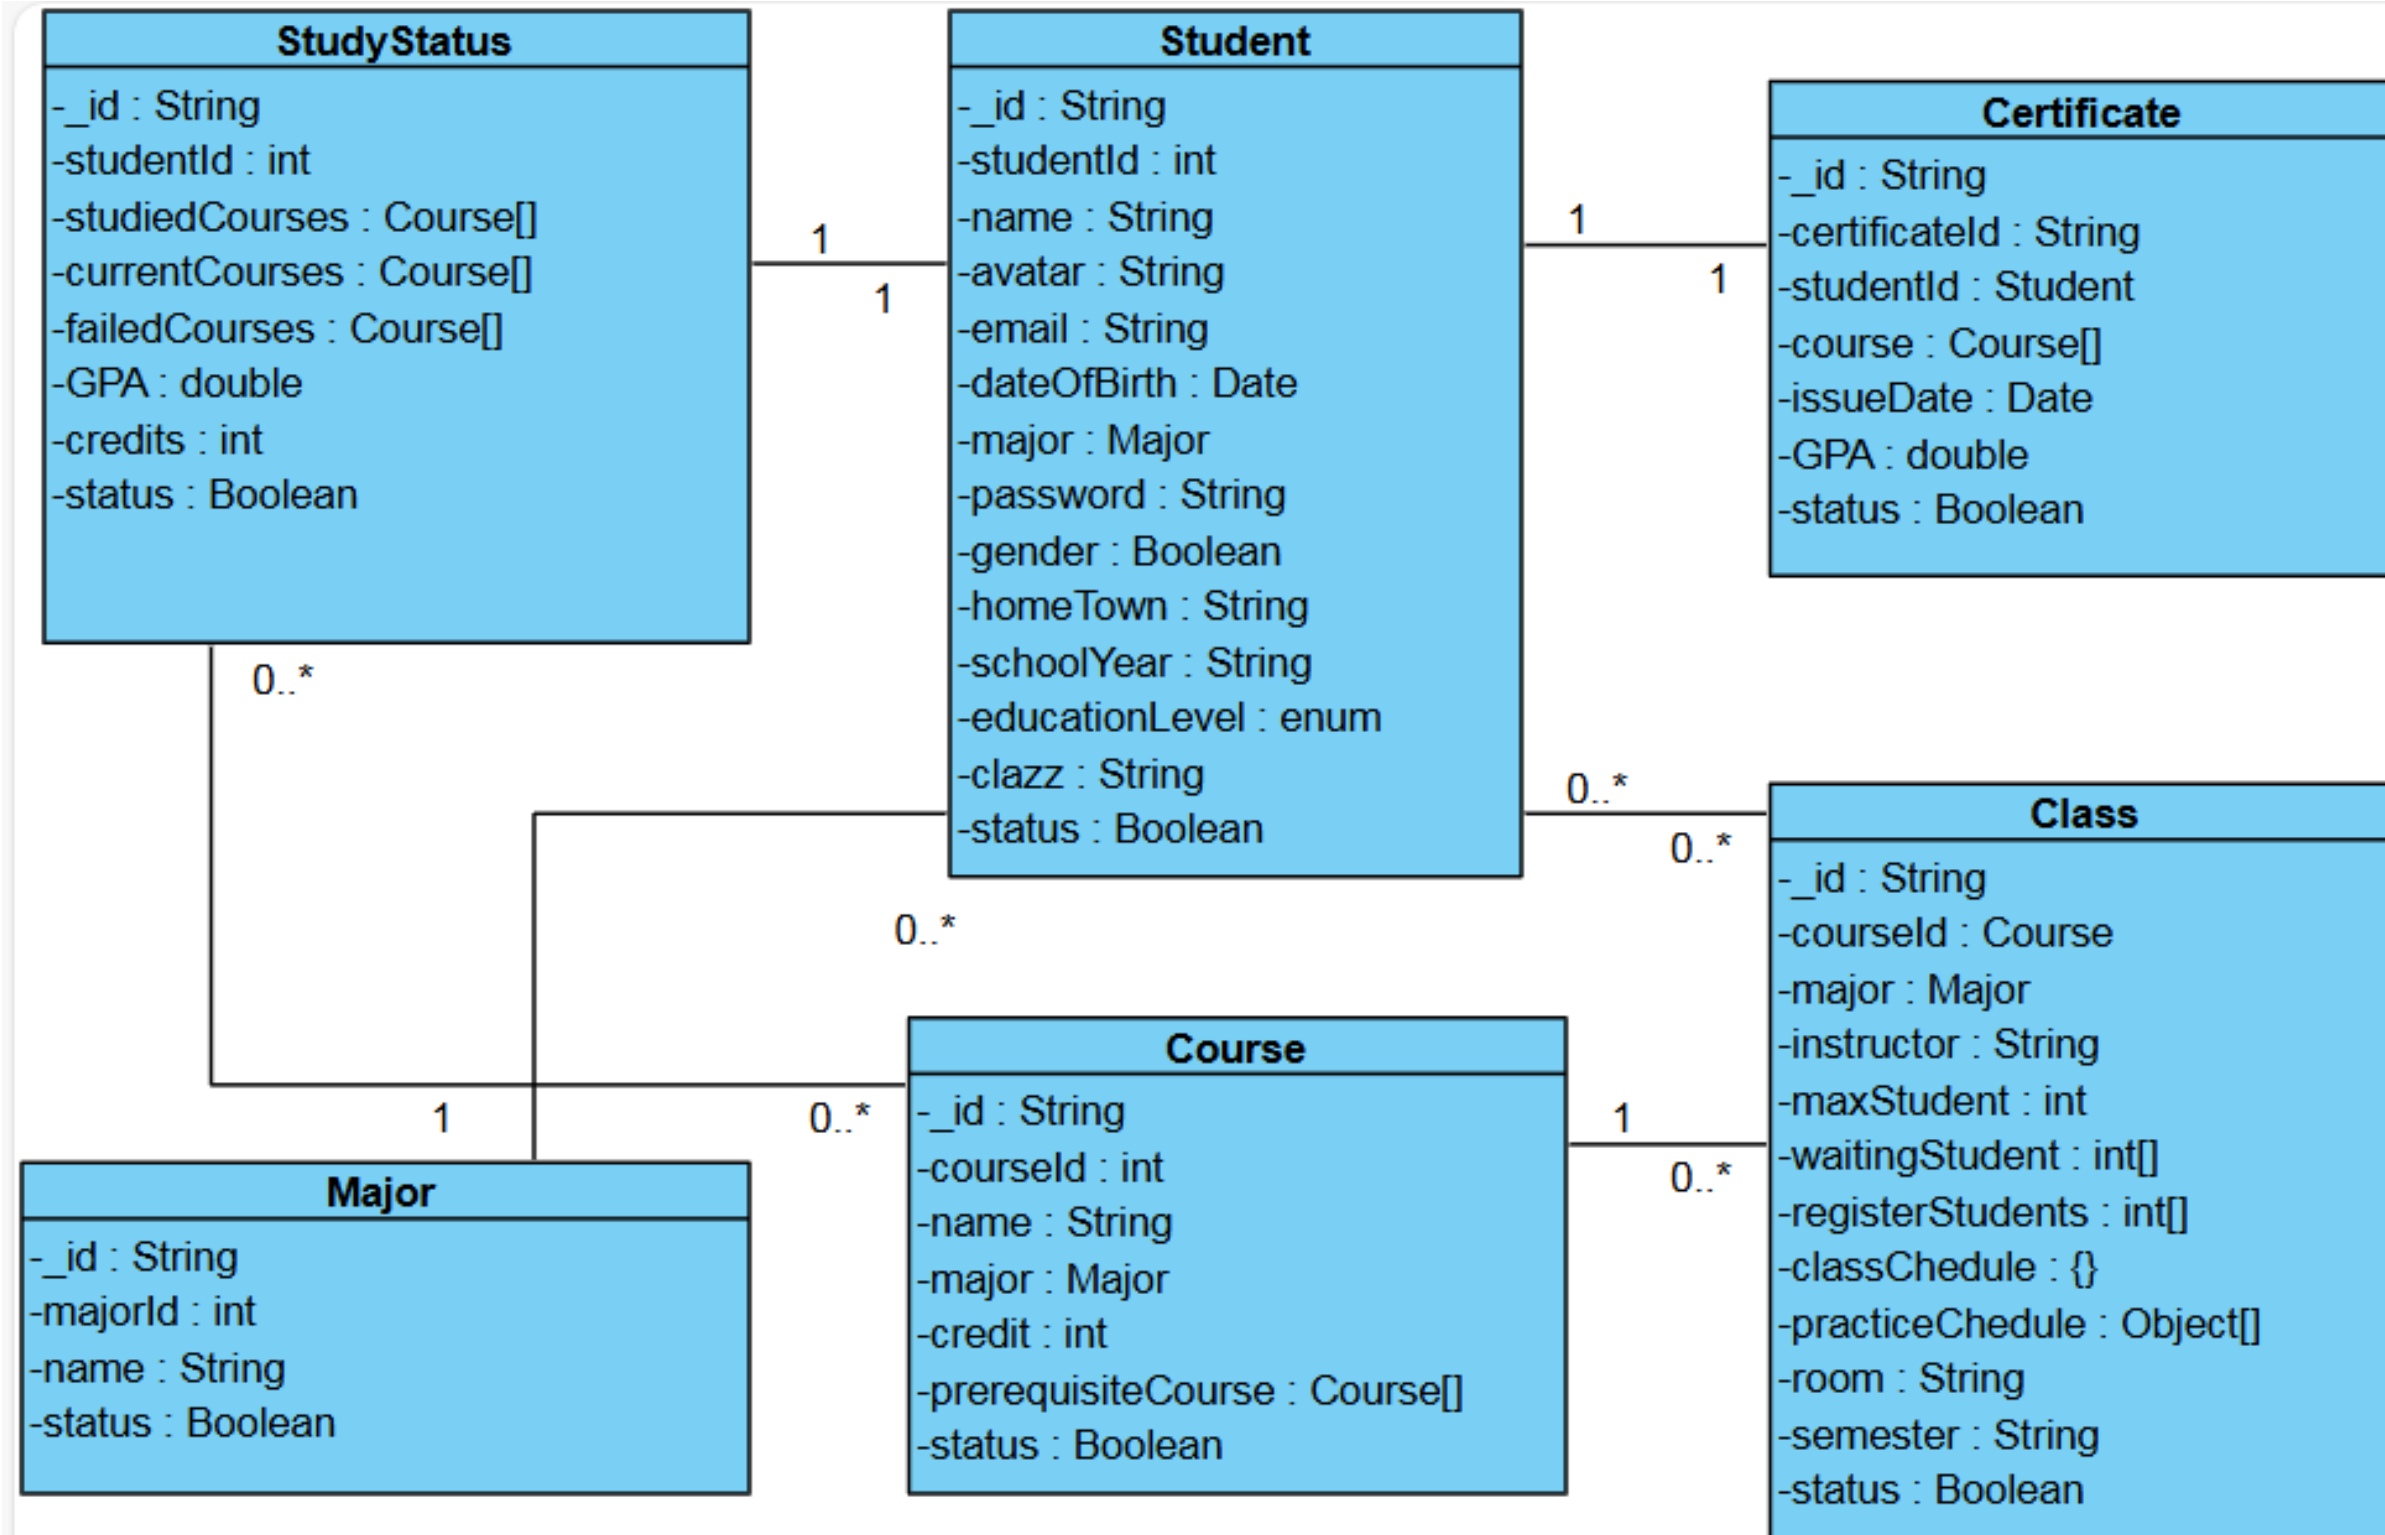 StudyStatus
-_id : String
-studentId : int
-studiedCourses : Course[]
-currentCourses : Course[]
-failedCourses : Course[]
-GPA : double
-credits : int
-status : Boolean
1
1
Student
-_id : String
-studentId : int
-name : String
-avatar : String
-email : String
-dateOfBirth : Date
-major : Major
-password : String
-gender : Boolean
-homeTown : String
-schoolYear : String
-educationLevel : enum
-clazz : String
-status : Boolean
1
1
Certificate
-_id : String
-certificateId : String
-studentId : Student
-course : Course[]
-issueDate : Date
-GPA : double
-status : Boolean
0..*
0..*
0..*
0..*
1
0..*
Major
-_id : String
-majorId : int
-name : String
-status : Boolean
Course
-_id : String
-courseId : int
-name : String
-major : Major
-credit : int
-prerequisiteCourse : Course[]
-status : Boolean
1
0..*
Class
-_id : String
-courseId : Course
-major : Major
-instructor : String
-maxStudent : int
-waitingStudent : int[]
-registerStudents : int[]
-classChedule : {}
-practiceChedule : Object[]
-room : String
-semester : String
-status : Boolean